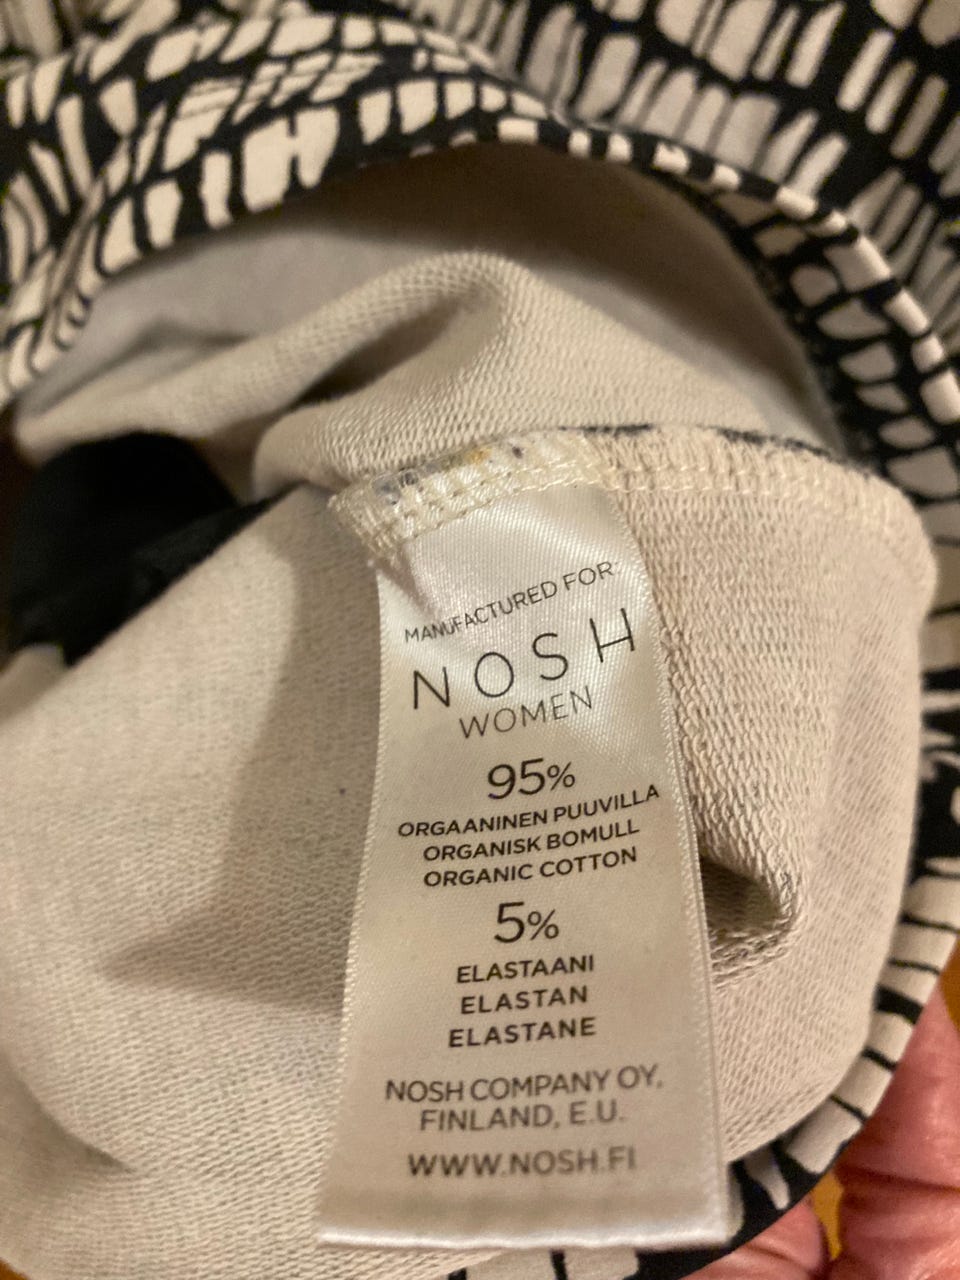 MANUFACTURED FOR:
NOSH
WOMEN
95%
ORGAANINEN PUUVILLA
ORGANISK BOMULL
ORGANIC COTTON
5%
ELASTAANI
ELASTAN
ELASTANE
NOSH COMPANY OY,
FINLAND, E.U.
WWW.NOSH.FI